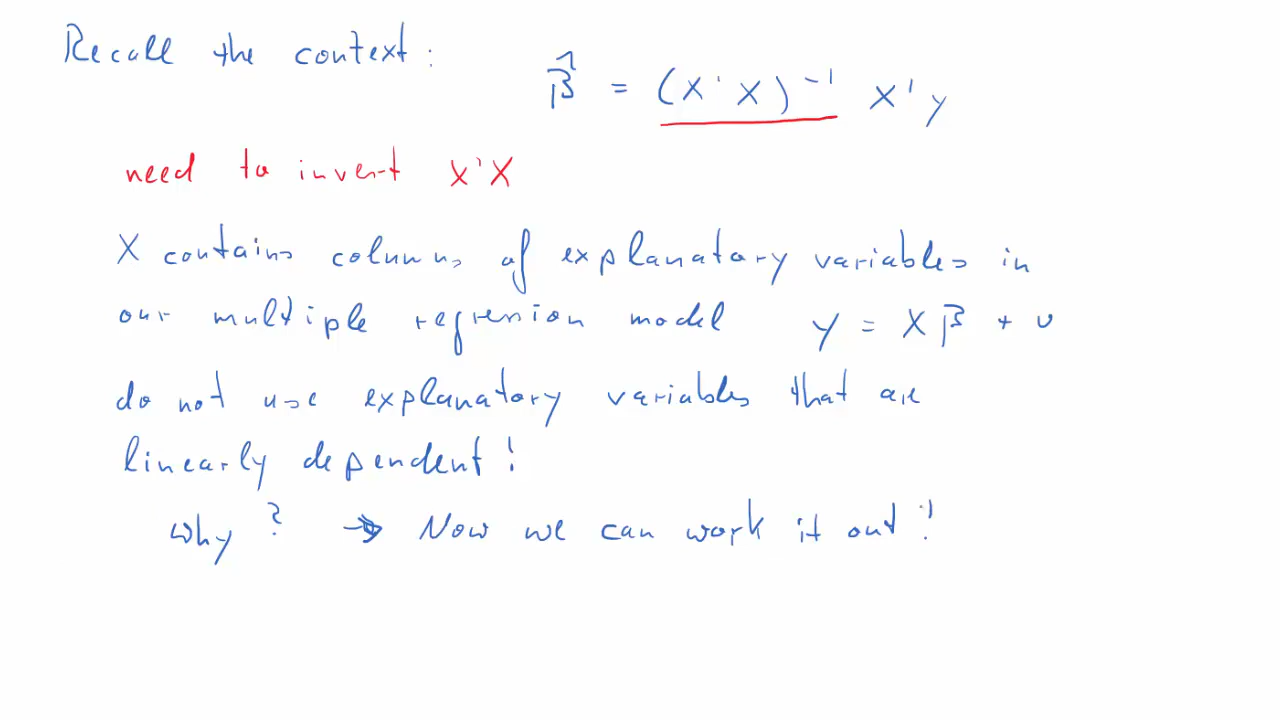 Recall the context :
β̂ = (X'X)⁻¹ X'y
need to invert X'X
X contains columns of explanatory variables in
our multiple regression model y = Xβ + u
do not use explanatory variables that are
linearly dependent!
why? → Now we can work it out!